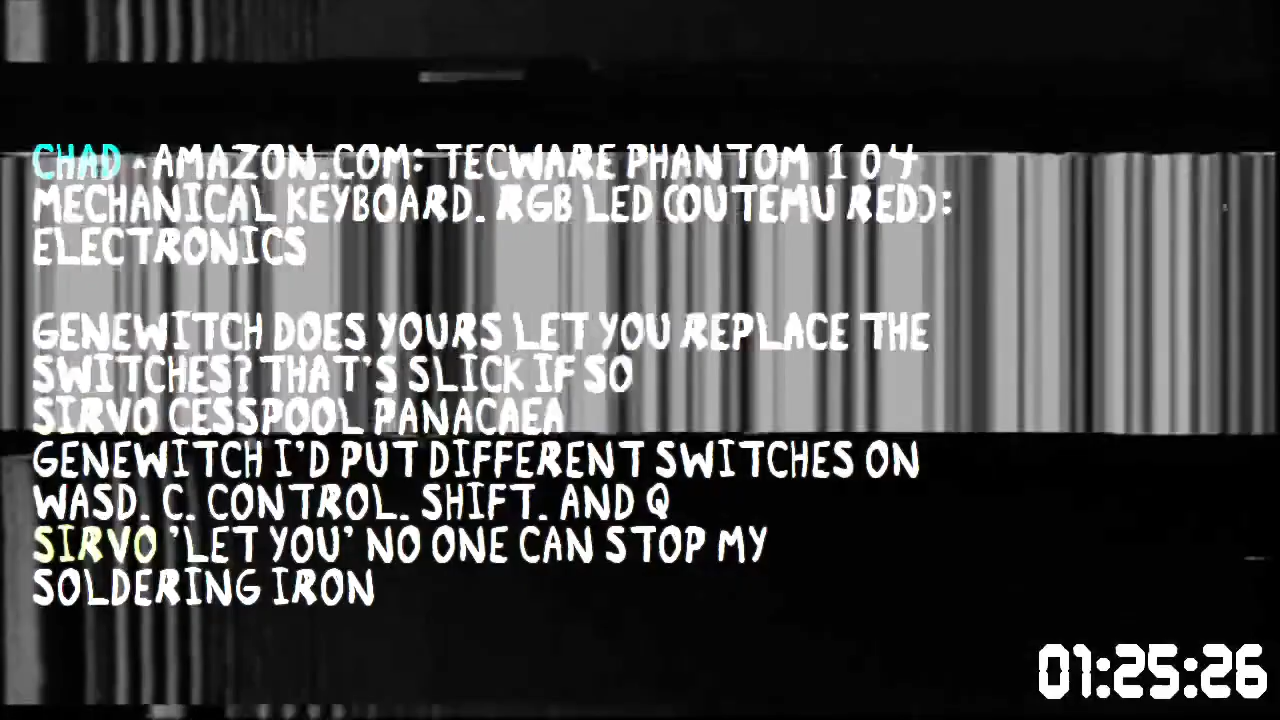 CHAD ^AMAZON.COM: TECWARE PHANTOM 104
MECHANICAL KEYBOARD. RGB LED (OUTEMU RED):
ELECTRONICS
GENEWITCH DOES YOURS LET YOU REPLACE THE
SWITCHES? THAT'S SLICK IF SO
SIRVO CESSPOOL PANACAEA
GENEWITCH I'D PUT DIFFERENT SWITCHES ON
WASD. C. CONTROL. SHIFT. AND Q
SIRVO 'LET YOU' NO ONE CAN STOP MY
SOLDERING IRON
01:25:26